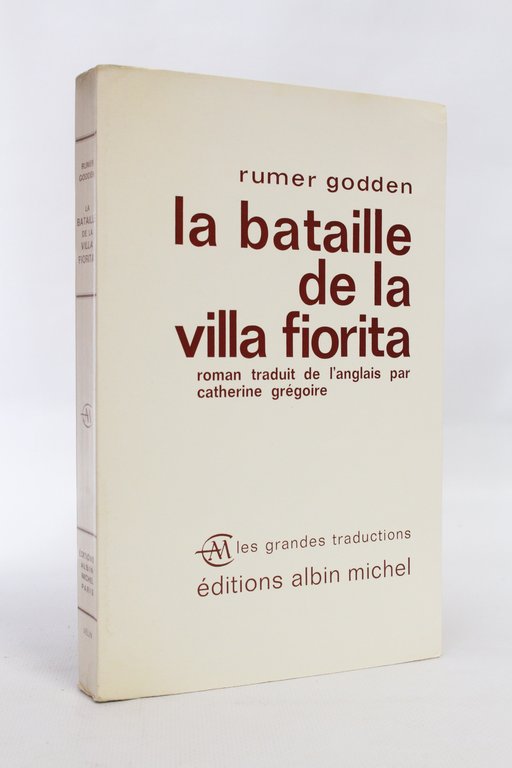 rumer godden
la bataille
de la
villa fiorita
roman traduit de l'anglais par
catherine grégoire
les grandes traductions
éditions albin michel
RUMER
GODDEN
LA
BATAILLE
DE LA
VILLA
FIORITA
ÉDITIONS
ALBIN
MICHEL
PARIS